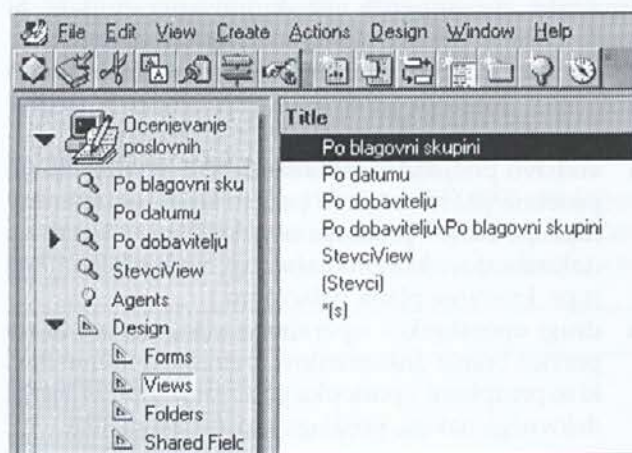 File Edit View Create Actions Design Window Help
Ocenjevanje
poslovnih
Po blagovni sku
Po datumu
Po dobavitelju
StevciView
Agents
Design
Forms
Views
Folders
Shared Field
Title
Po blagovni skupini
Po datumu
Po dobavitelju
Po dobavitelju\Po blagovni skupini
StevciView
(Stevci)
*(s)